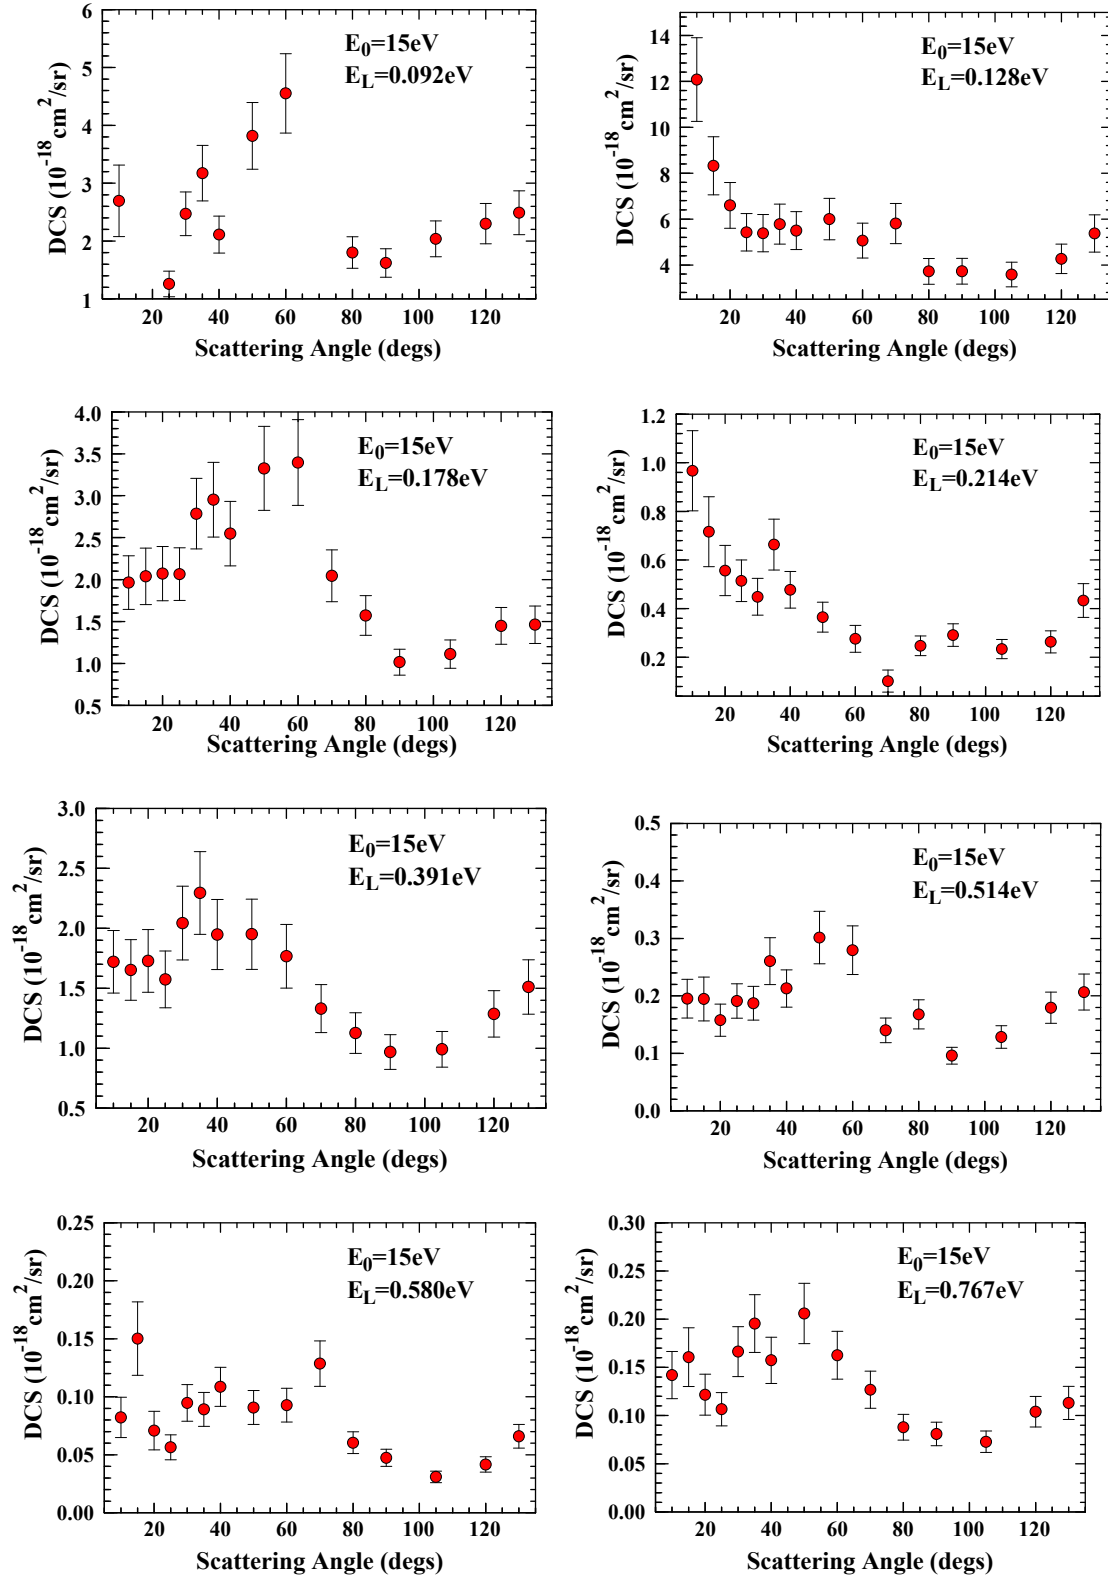 6
5
4
3
2
1
DCS (10⁻¹⁸cm²/sr)
E₀=15eV
E_L=0.092eV
20 40 60 80 100 120
Scattering Angle (degs)
14
12
10
8
6
4
DCS (10⁻¹⁸cm²/sr)
E₀=15eV
E_L=0.128eV
20 40 60 80 100 120
Scattering Angle (degs)
4.0
3.5
3.0
2.5
2.0
1.5
1.0
0.5
DCS (10⁻¹⁸cm²/sr)
E₀=15eV
E_L=0.178eV
20 40 60 80 100 120
Scattering Angle (degs)
1.2
1.0
0.8
0.6
0.4
0.2
DCS (10⁻¹⁸cm²/sr)
E₀=15eV
E_L=0.214eV
20 40 60 80 100 120
Scattering Angle (degs)
3.0
2.5
2.0
1.5
1.0
0.5
DCS (10⁻¹⁸cm²/sr)
E₀=15eV
E_L=0.391eV
20 40 60 80 100 120
Scattering Angle (degs)
0.5
0.4
0.3
0.2
0.1
0.0
DCS (10⁻¹⁸cm²/sr)
E₀=15eV
E_L=0.514eV
20 40 60 80 100 120
Scattering Angle (degs)
0.25
0.20
0.15
0.10
0.05
0.00
DCS (10⁻¹⁸cm²/sr)
E₀=15eV
E_L=0.580eV
20 40 60 80 100 120
Scattering Angle (degs)
0.30
0.25
0.20
0.15
0.10
0.05
0.00
DCS (10⁻¹⁸cm²/sr)
E₀=15eV
E_L=0.767eV
20 40 60 80 100 120
Scattering Angle (degs)